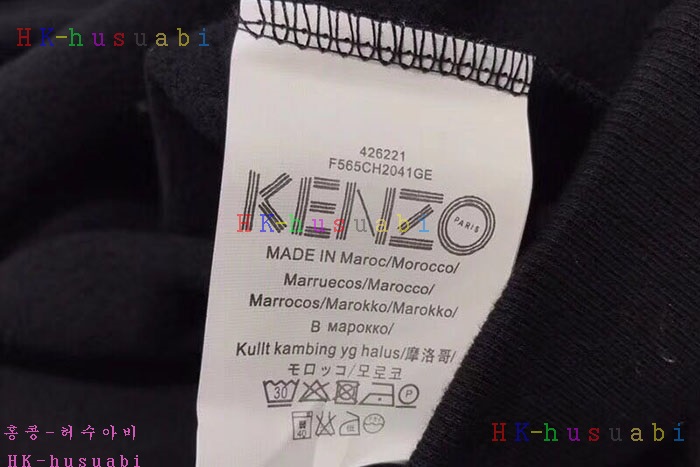 HK-husuabi
426221
F565CH2041GE
KENZO
PARIS
HK-husuabi
MADE IN Maroc/Morocco/
Marruecos/Marocco/
Marrocos/Marokko/Marokko/
В марокко/
Kullt kambing yg halus/摩洛哥/
モロッコ/모로코
30 P
40
홍콩-허수아비
HK-husuabi
HK-husuabi